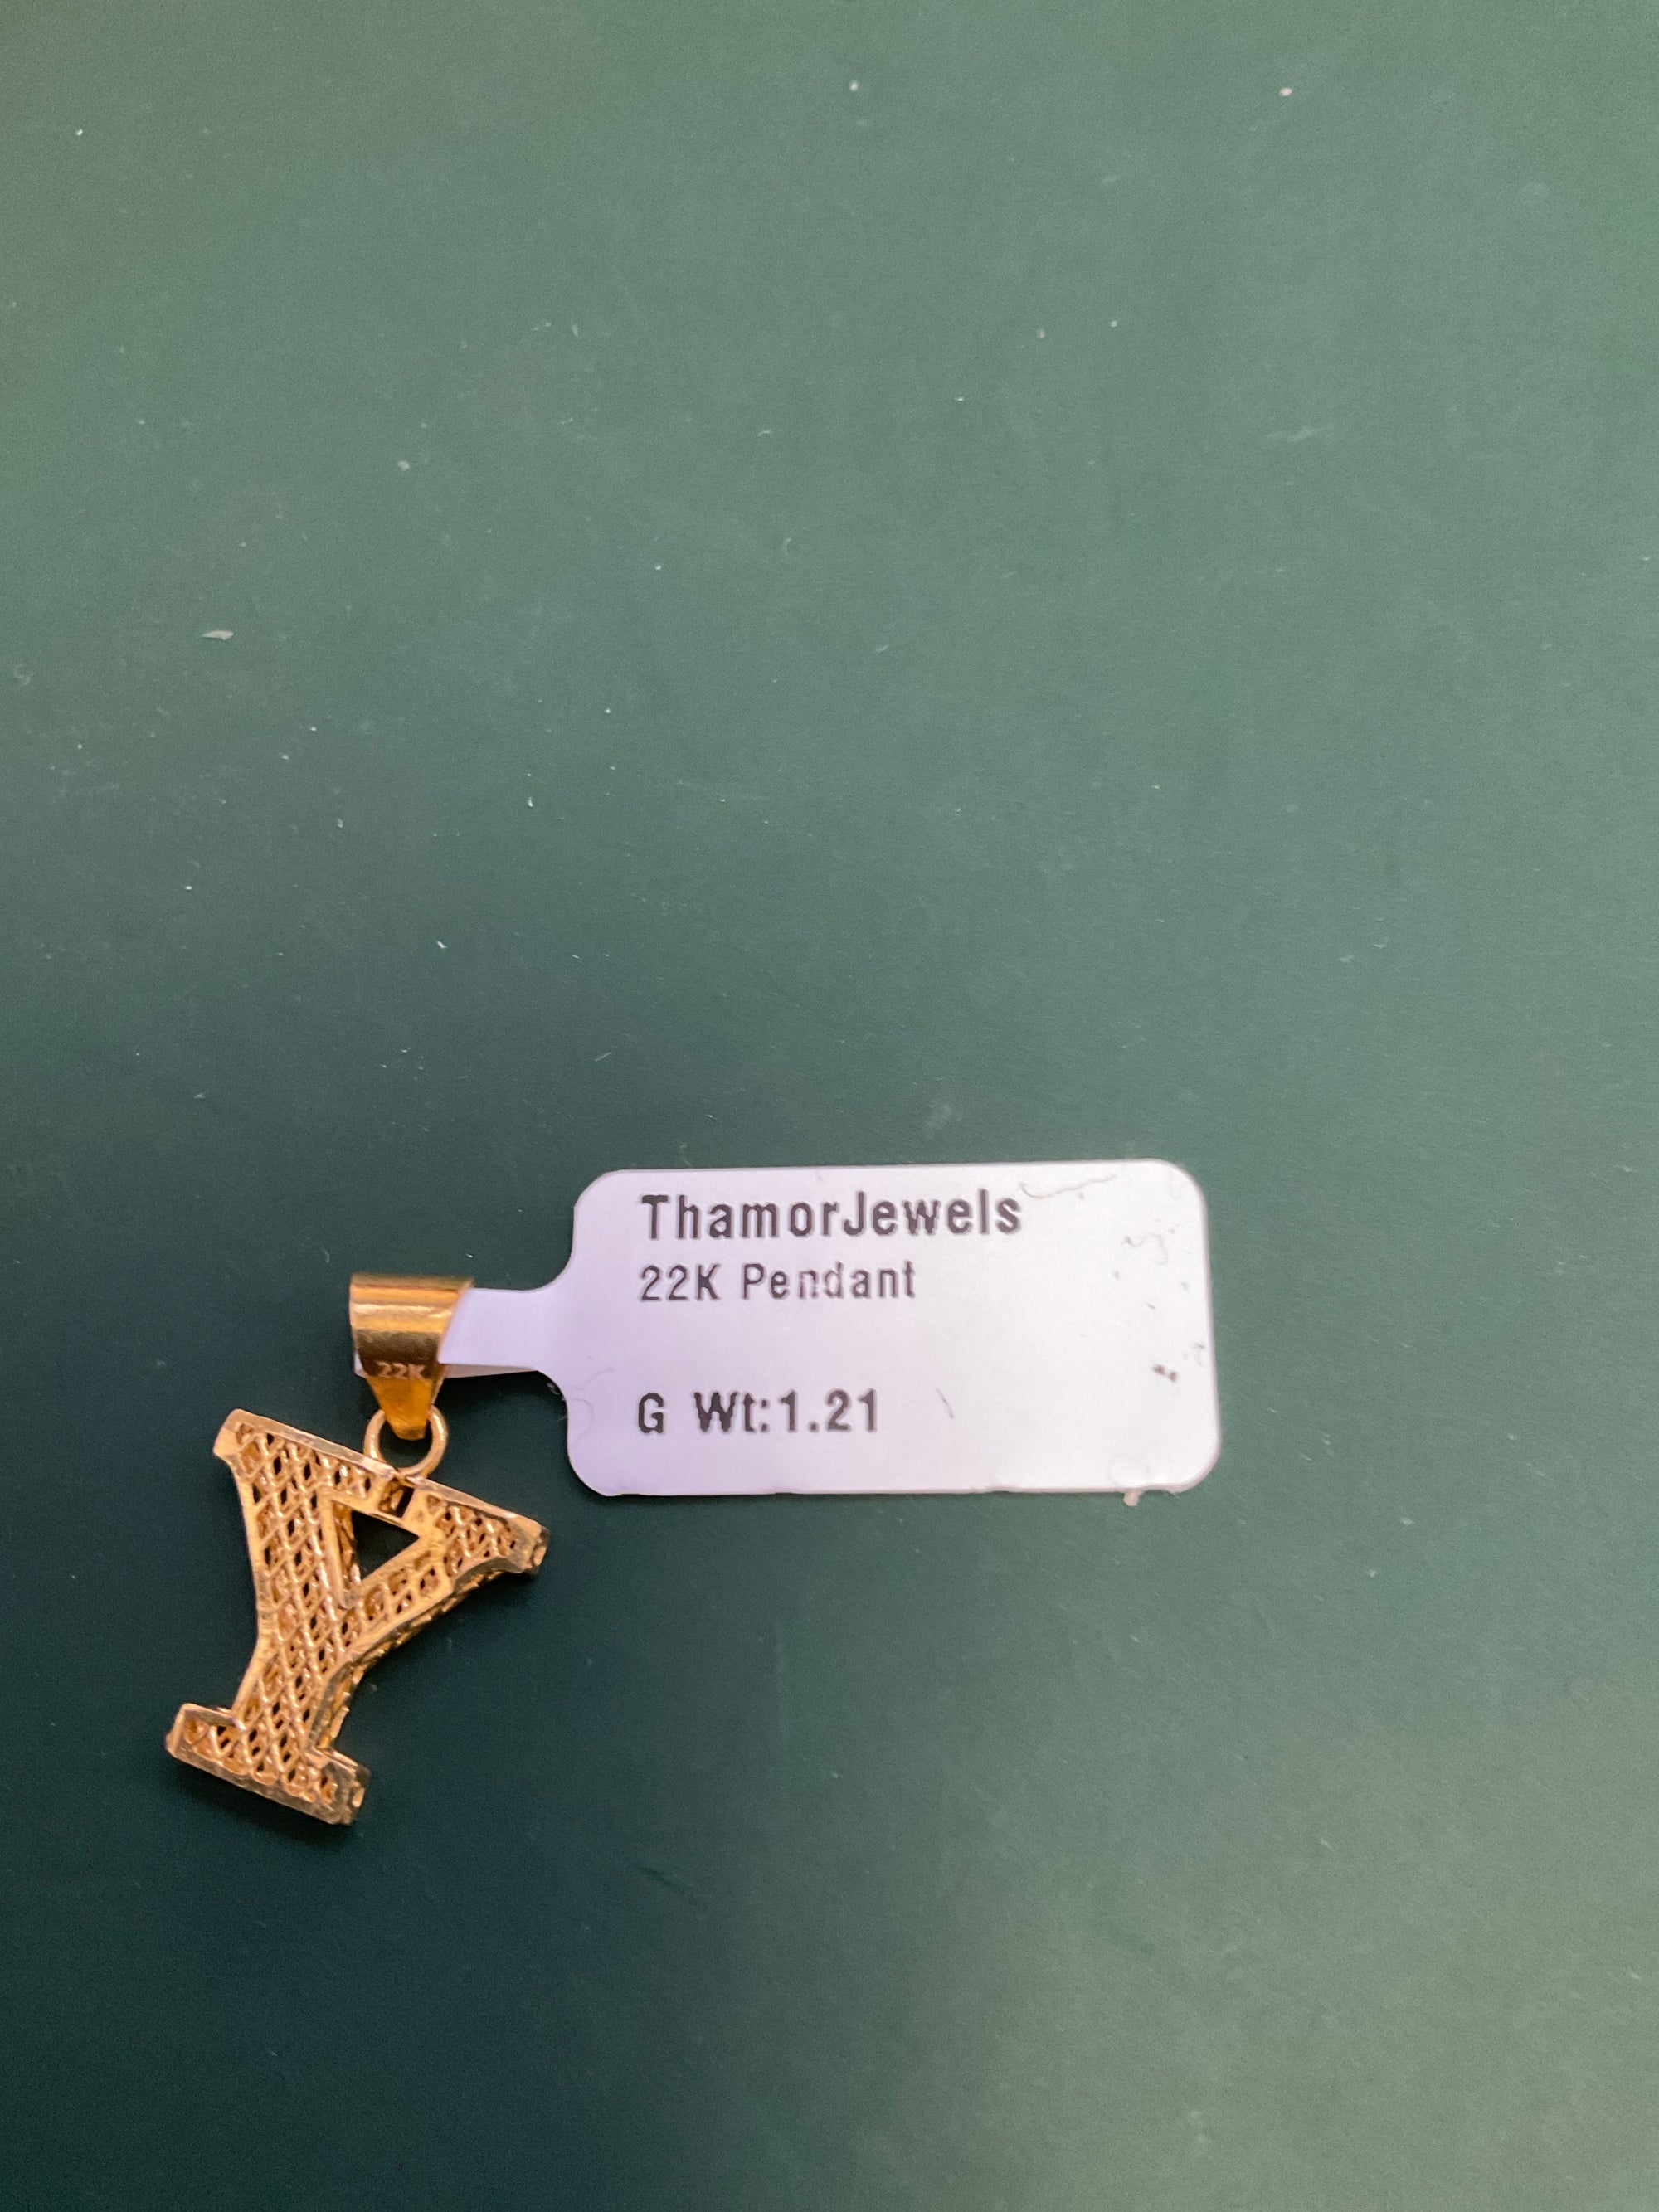 ThamorJewels
22K Pendant
G Wt:1.21
22K
Y